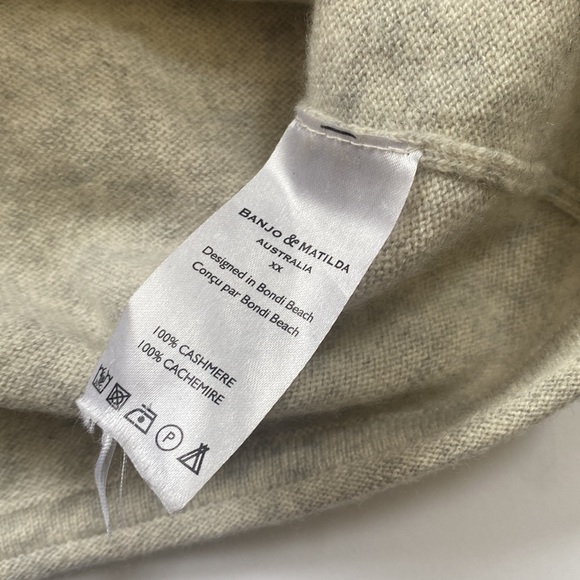 BANJO & MATILDA
AUSTRALIA
XX
Designed in Bondi Beach
Conçu par Bondi Beach
100% CASHMERE
100% CACHEMIRE
P